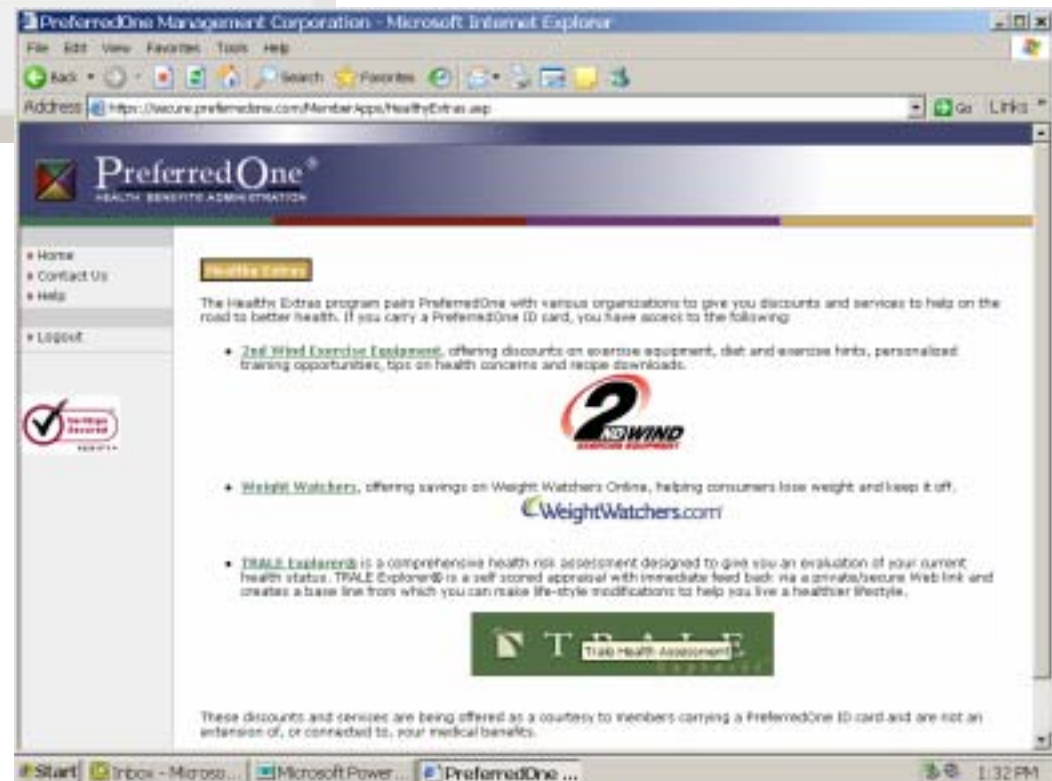 PreferredOne Management Corporation - Microsoft Internet Explorer
File Edit View Favorites Tools Help
Back Search Favorites
Address https://secure.preferredone.com/MemberApps/HealthyExtras.asp Go Links
PreferredOne®
HEALTH BENEFITS ADMINISTRATION
Home
Contact Us
Help
Logout
VeriSign
Secured
Healthx Extras
The Healthx Extras program pairs PreferredOne with various organizations to give you discounts and services to help on the
road to better health. If you carry a PreferredOne ID card, you have access to the following:
• 2nd Wind Exercise Equipment, offering discounts on exercise equipment, diet and exercise hints, personalized
training opportunities, tips on health concerns and recipe downloads.
2ND WIND
EXERCISE EQUIPMENT
• Weight Watchers, offering savings on Weight Watchers Online, helping consumers lose weight and keep it off.
WeightWatchers.com
• TRALE Explorer® is a comprehensive health risk assessment designed to give you an evaluation of your current
health status. TRALE Explorer® is a self scored appraisal with immediate feed back via a private/secure Web link and
creates a base line from which you can make life-style modifications to help you live a healthier lifestyle.
TRALE
Trale Health Assessment
Explorer
These discounts and services are being offered as a courtesy to members carrying a PreferredOne ID card and are not an
extension of, or connected to, your medical benefits.
Start Inbox - Microso... Microsoft Power... PreferredOne ... 1:32 PM